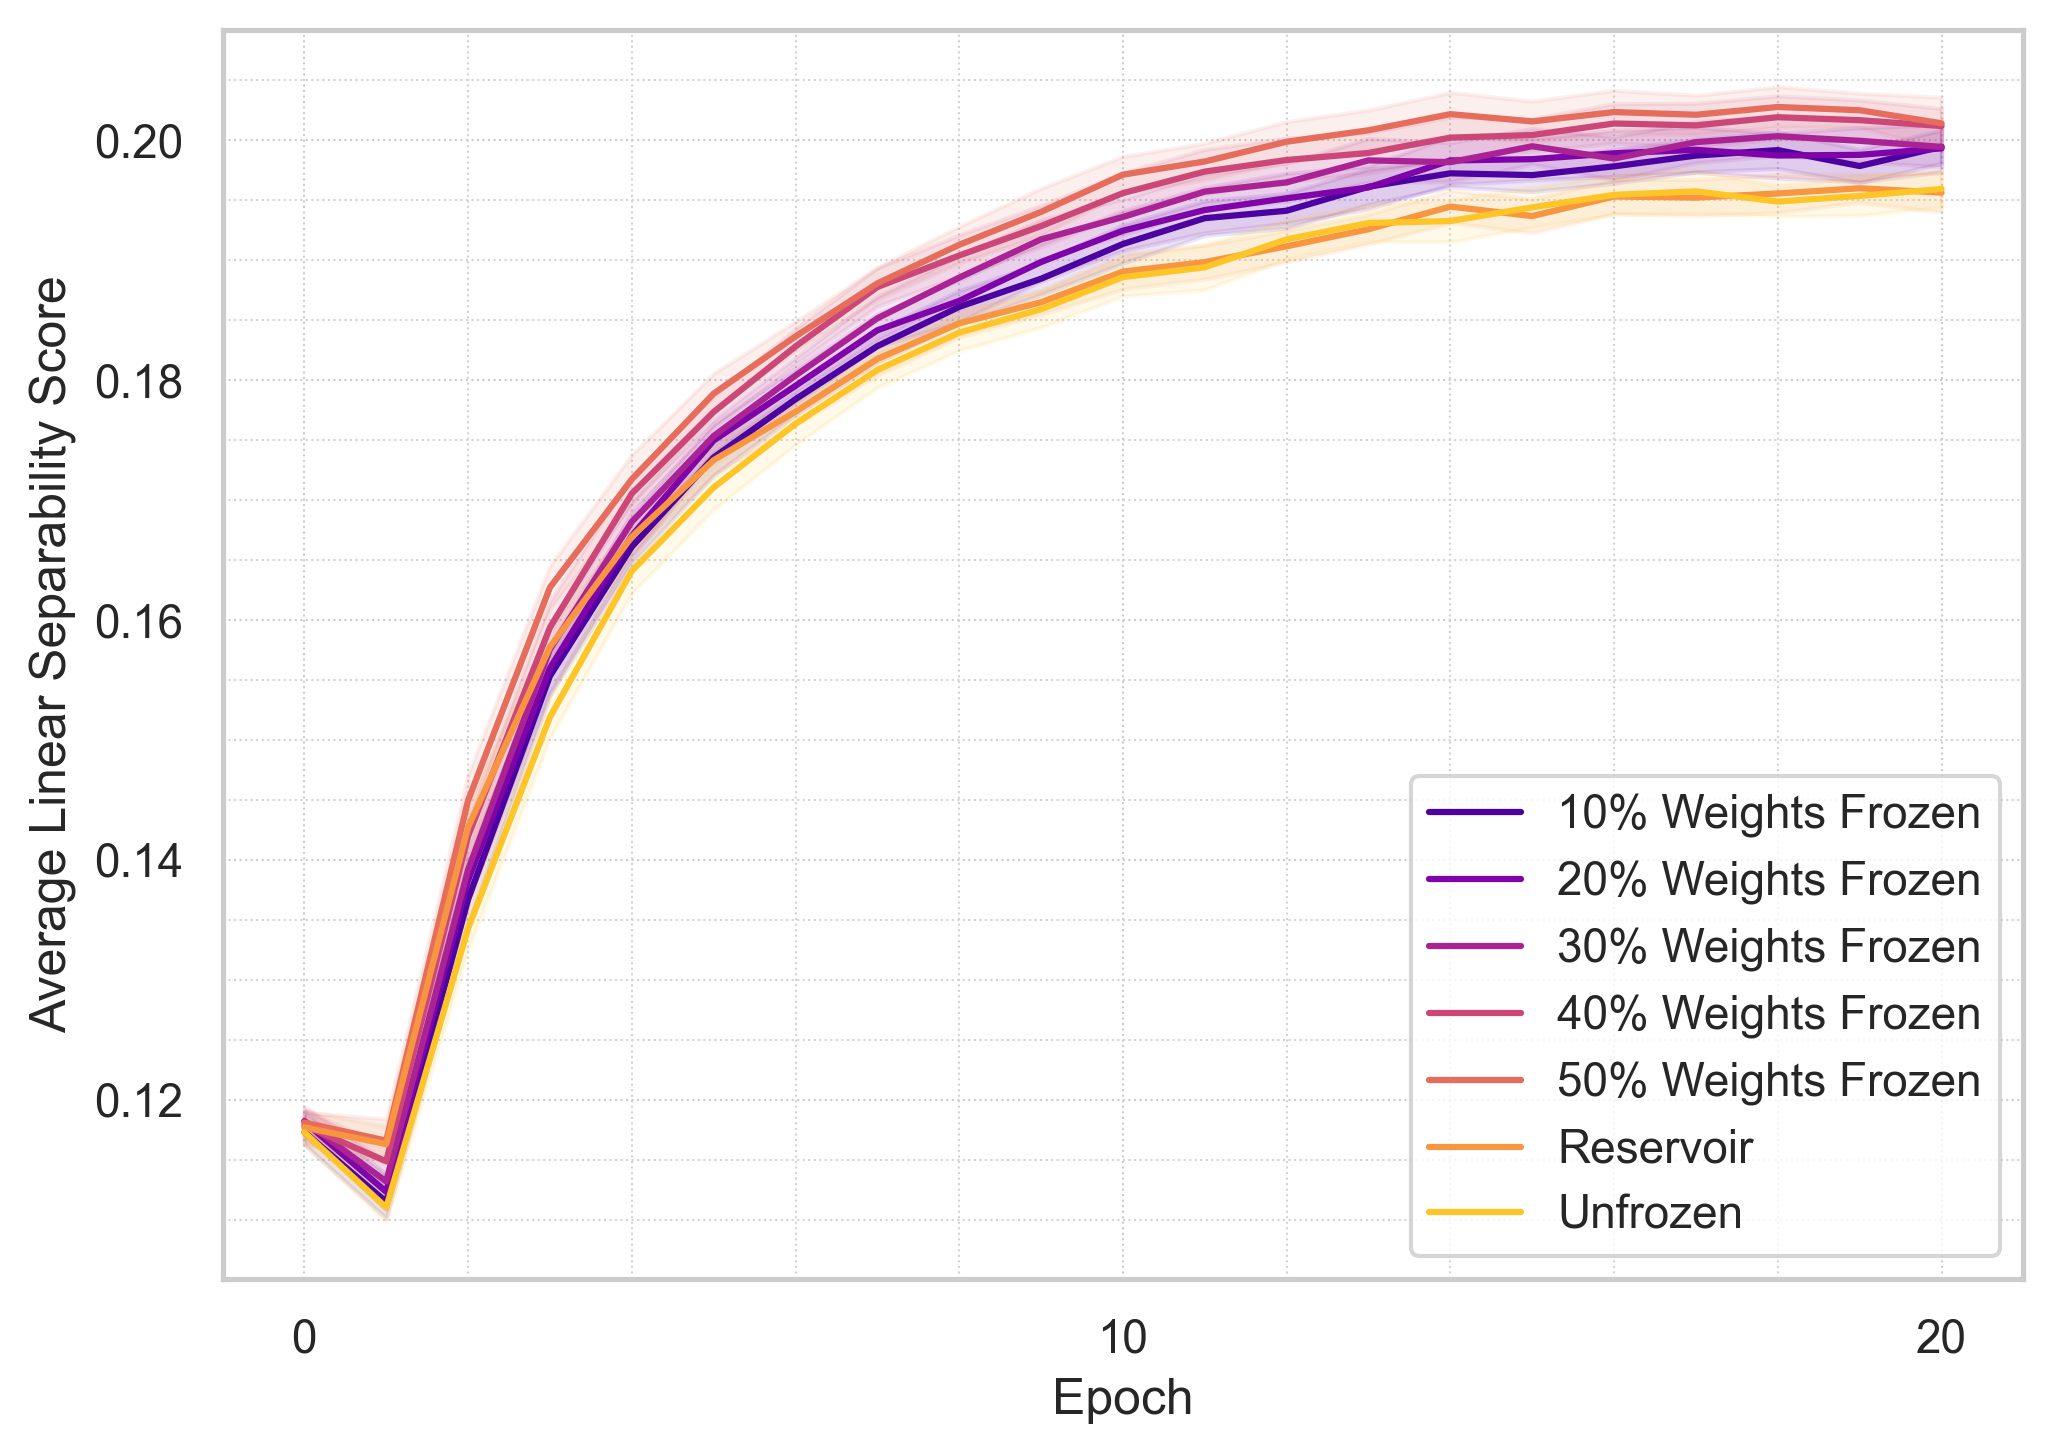 Average Linear Separability Score
0.20
0.18
0.16
0.14
0.12
10% Weights Frozen
20% Weights Frozen
30% Weights Frozen
40% Weights Frozen
50% Weights Frozen
Reservoir
Unfrozen
0 10 20
Epoch